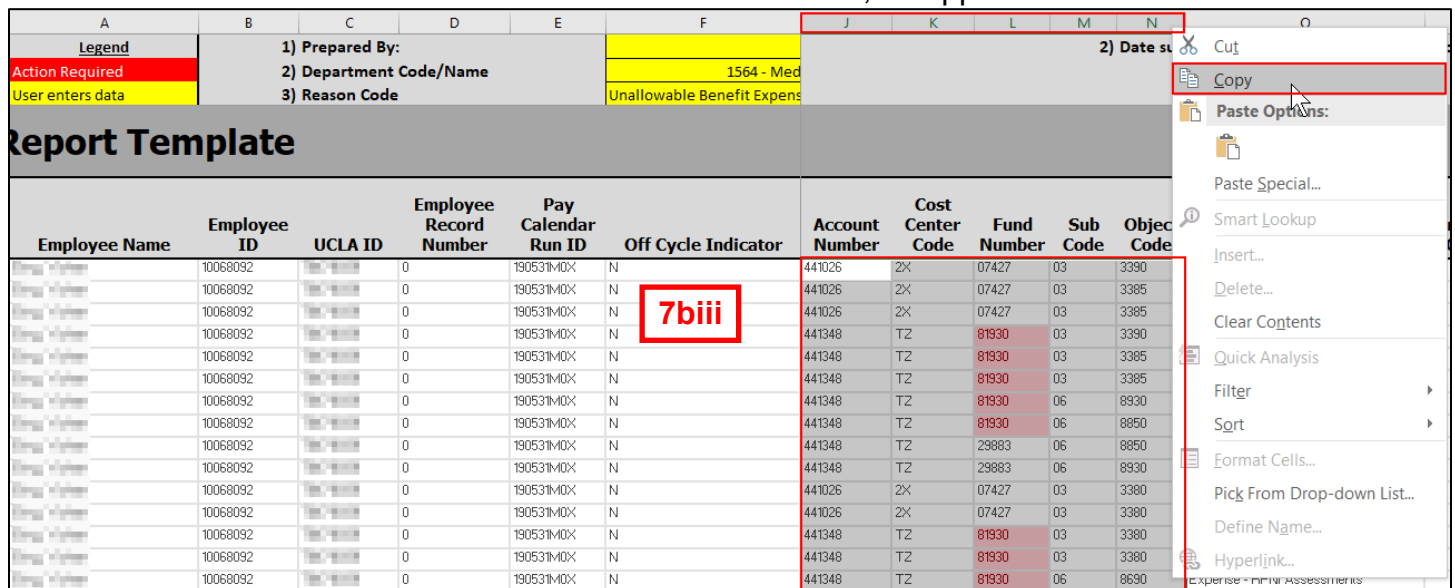 A B C D E F J K L M N O
Legend 1) Prepared By: 2) Date su
Action Required 2) Department Code/Name 1564 - Med
User enters data 3) Reason Code Unallowable Benefit Expens
Report Template
Employee Name Employee ID UCLA ID Employee Record Number Pay Calendar Run ID Off Cycle Indicator Account Number Cost Center Code Fund Number Sub Code Objec Code
10068092 0 190531M0X N 441026 2X 07427 03 3390
10068092 0 190531M0X N 441026 2X 07427 03 3385
10068092 0 190531M0X N 441026 2X 07427 03 3385
10068092 0 190531M0X N 441348 TZ 81930 03 3390
10068092 0 190531M0X N 441348 TZ 81930 03 3385
10068092 0 190531M0X N 441348 TZ 81930 03 3385
10068092 0 190531M0X N 441348 TZ 81930 06 8930
10068092 0 190531M0X N 441348 TZ 81930 06 8850
10068092 0 190531M0X N 441348 TZ 29883 06 8850
10068092 0 190531M0X N 441348 TZ 29883 06 8930
10068092 0 190531M0X N 441026 2X 07427 03 3380
10068092 0 190531M0X N 441026 2X 07427 03 3380
10068092 0 190531M0X N 441348 TZ 81930 03 3380
10068092 0 190531M0X N 441348 TZ 81930 03 3380
10068092 0 190531M0X N 441348 TZ 81930 06 8690
7biii
Cut
Copy
Paste Options:
Paste Special...
Smart Lookup
Insert...
Delete...
Clear Contents
Quick Analysis
Filter
Sort
Format Cells...
Pick From Drop-down List...
Define Name...
Hyperlink...